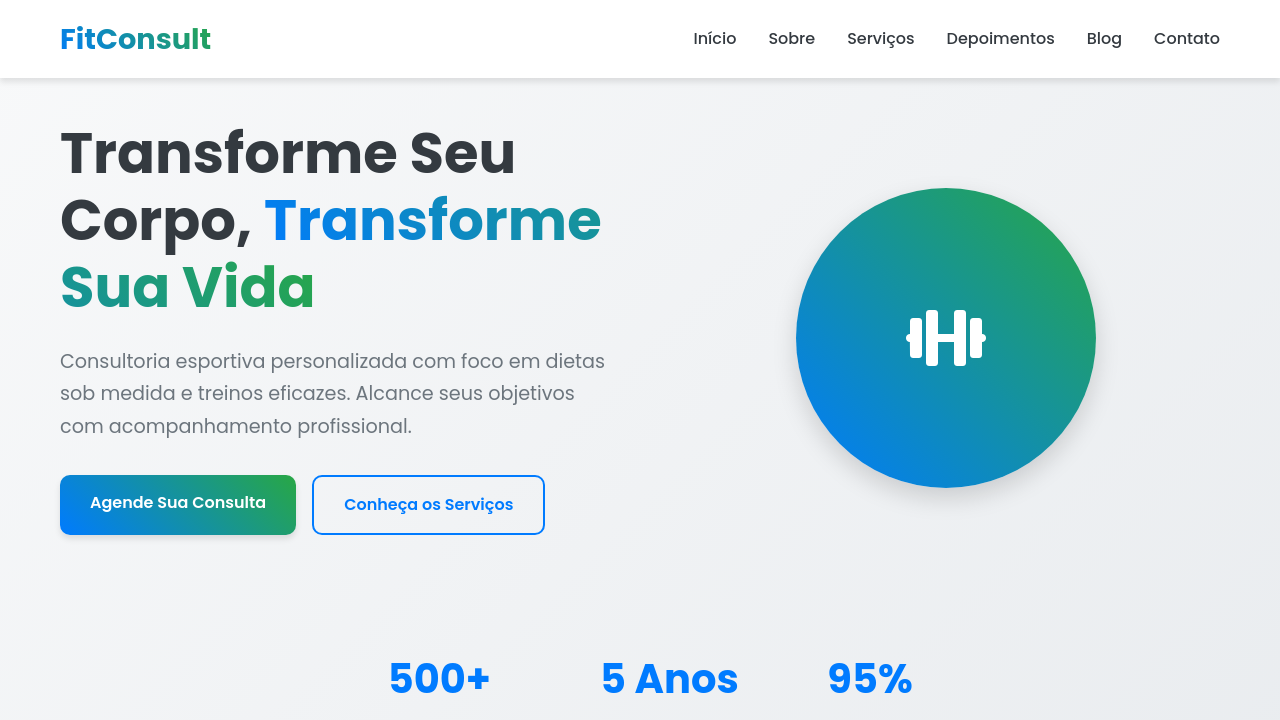 FitConsult
Início Sobre Serviços Depoimentos Blog Contato
Transforme Seu
Corpo, Transforme
Sua Vida
Consultoria esportiva personalizada com foco em dietas
sob medida e treinos eficazes. Alcance seus objetivos
com acompanhamento profissional.
Agende Sua Consulta Conheça os Serviços
500+ 5 Anos 95%